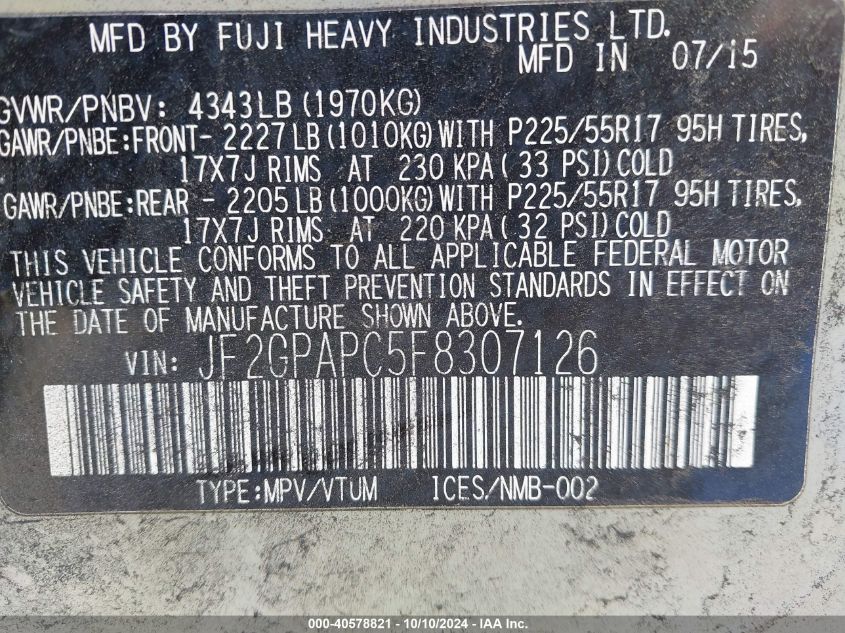 MFD BY FUJI HEAVY INDUSTRIES LTD.
MFD IN 07/15
GVWR/PNBV: 4343LB (1970KG)
GAWR/PNBE:FRONT- 2227LB (1010KG) WITH P225/55R17 95H TIRES,
17X7J RIMS AT 230 KPA( 33 PSI) COLD
GAWR/PNBE:REAR - 2205LB (1000KG) WITH P225/55R17 95H TIRES,
17X7J RIMS AT 220 KPA( 32 PSI) COLD
THIS VEHICLE CONFORMS TO ALL APPLICABLE FEDERAL MOTOR
VEHICLE SAFETY AND THEFT PREVENTION STANDARDS IN EFFECT ON
THE DATE OF MANUFACTURE SHOWN ABOVE.
VIN: JF2GPAPC5F8307126
TYPE:MPV/VTUM ICES/NMB-002
000-40578821 - 10/10/2024 - IAA Inc.